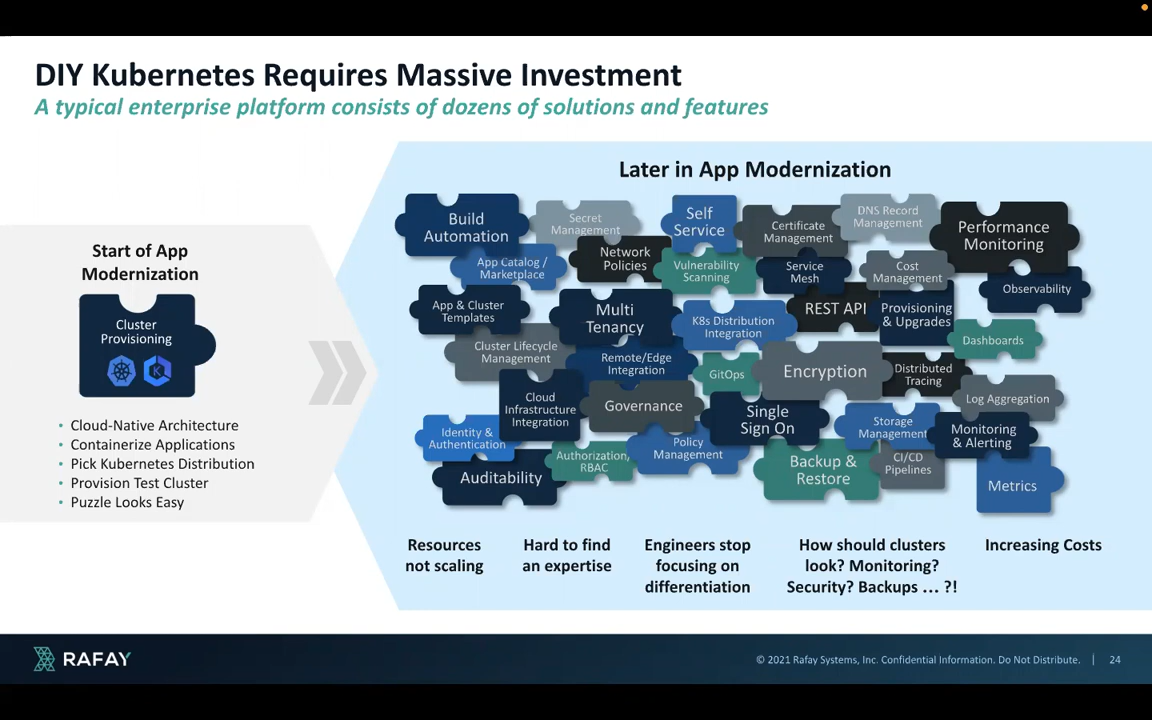 DIY Kubernetes Requires Massive Investment
A typical enterprise platform consists of dozens of solutions and features
Start of App
Modernization
Cluster
Provisioning
K
• Cloud-Native Architecture
• Containerize Applications
• Pick Kubernetes Distribution
• Provision Test Cluster
• Puzzle Looks Easy
Later in App Modernization
Build
Automation
Secret
Management
Self
Service
Certificate
Management
DNS Record
Management
Performance
Monitoring
App Catalog /
Marketplace
Network
Policies
Vulnerability
Scanning
Service
Mesh
Cost
Management
Observability
App & Cluster
Templates
Multi
Tenancy
K8s Distribution
Integration
REST API
Provisioning
& Upgrades
Dashboards
Cluster Lifecycle
Management
Remote/Edge
Integration
GitOps
Encryption
Distributed
Tracing
Log Aggregation
Cloud
Infrastructure
Integration
Governance
Single
Sign On
Storage
Management
Monitoring
& Alerting
Identity &
Authentication
Authorization/
RBAC
Policy
Management
Backup &
Restore
CI/CD
Pipelines
Auditability
Metrics
Resources
not scaling
Hard to find
an expertise
Engineers stop
focusing on
differentiation
How should clusters
look? Monitoring?
Security? Backups … ?!
Increasing Costs
RAFAY
© 2021 Rafay Systems, Inc. Confidential Information. Do Not Distribute. | 24